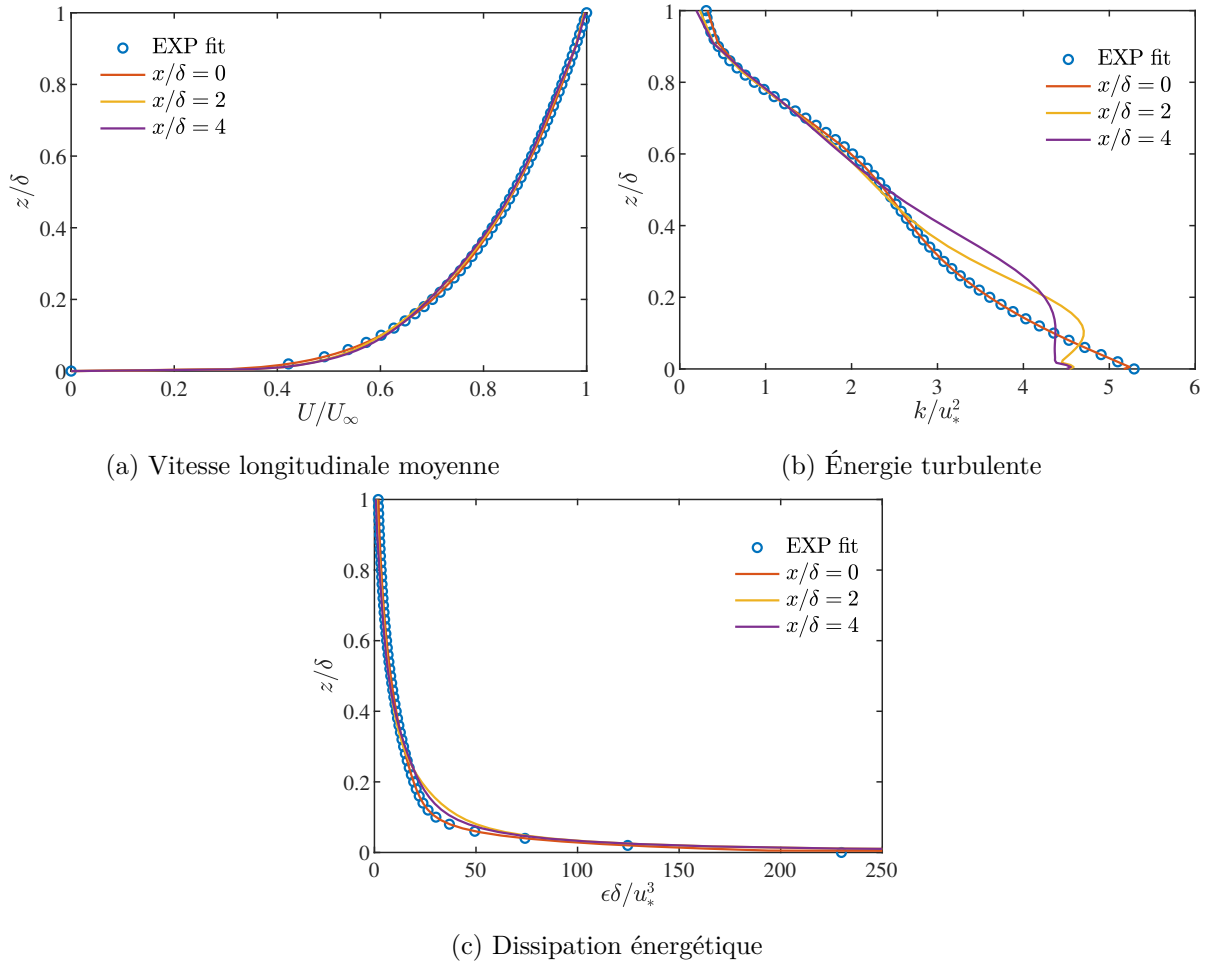 1
0.8
0.6
0.4
0.2
0
z/δ
0 0.2 0.4 0.6 0.8 1
U/U∞
EXP fit
x/δ = 0
x/δ = 2
x/δ = 4
(a) Vitesse longitudinale moyenne
1
0.8
0.6
0.4
0.2
0
z/δ
0 1 2 3 4 5 6
k/u²∗
EXP fit
x/δ = 0
x/δ = 2
x/δ = 4
(b) Énergie turbulente
1
0.8
0.6
0.4
0.2
0
z/δ
0 50 100 150 200 250
ϵδ/u³∗
EXP fit
x/δ = 0
x/δ = 2
x/δ = 4
(c) Dissipation énergétique